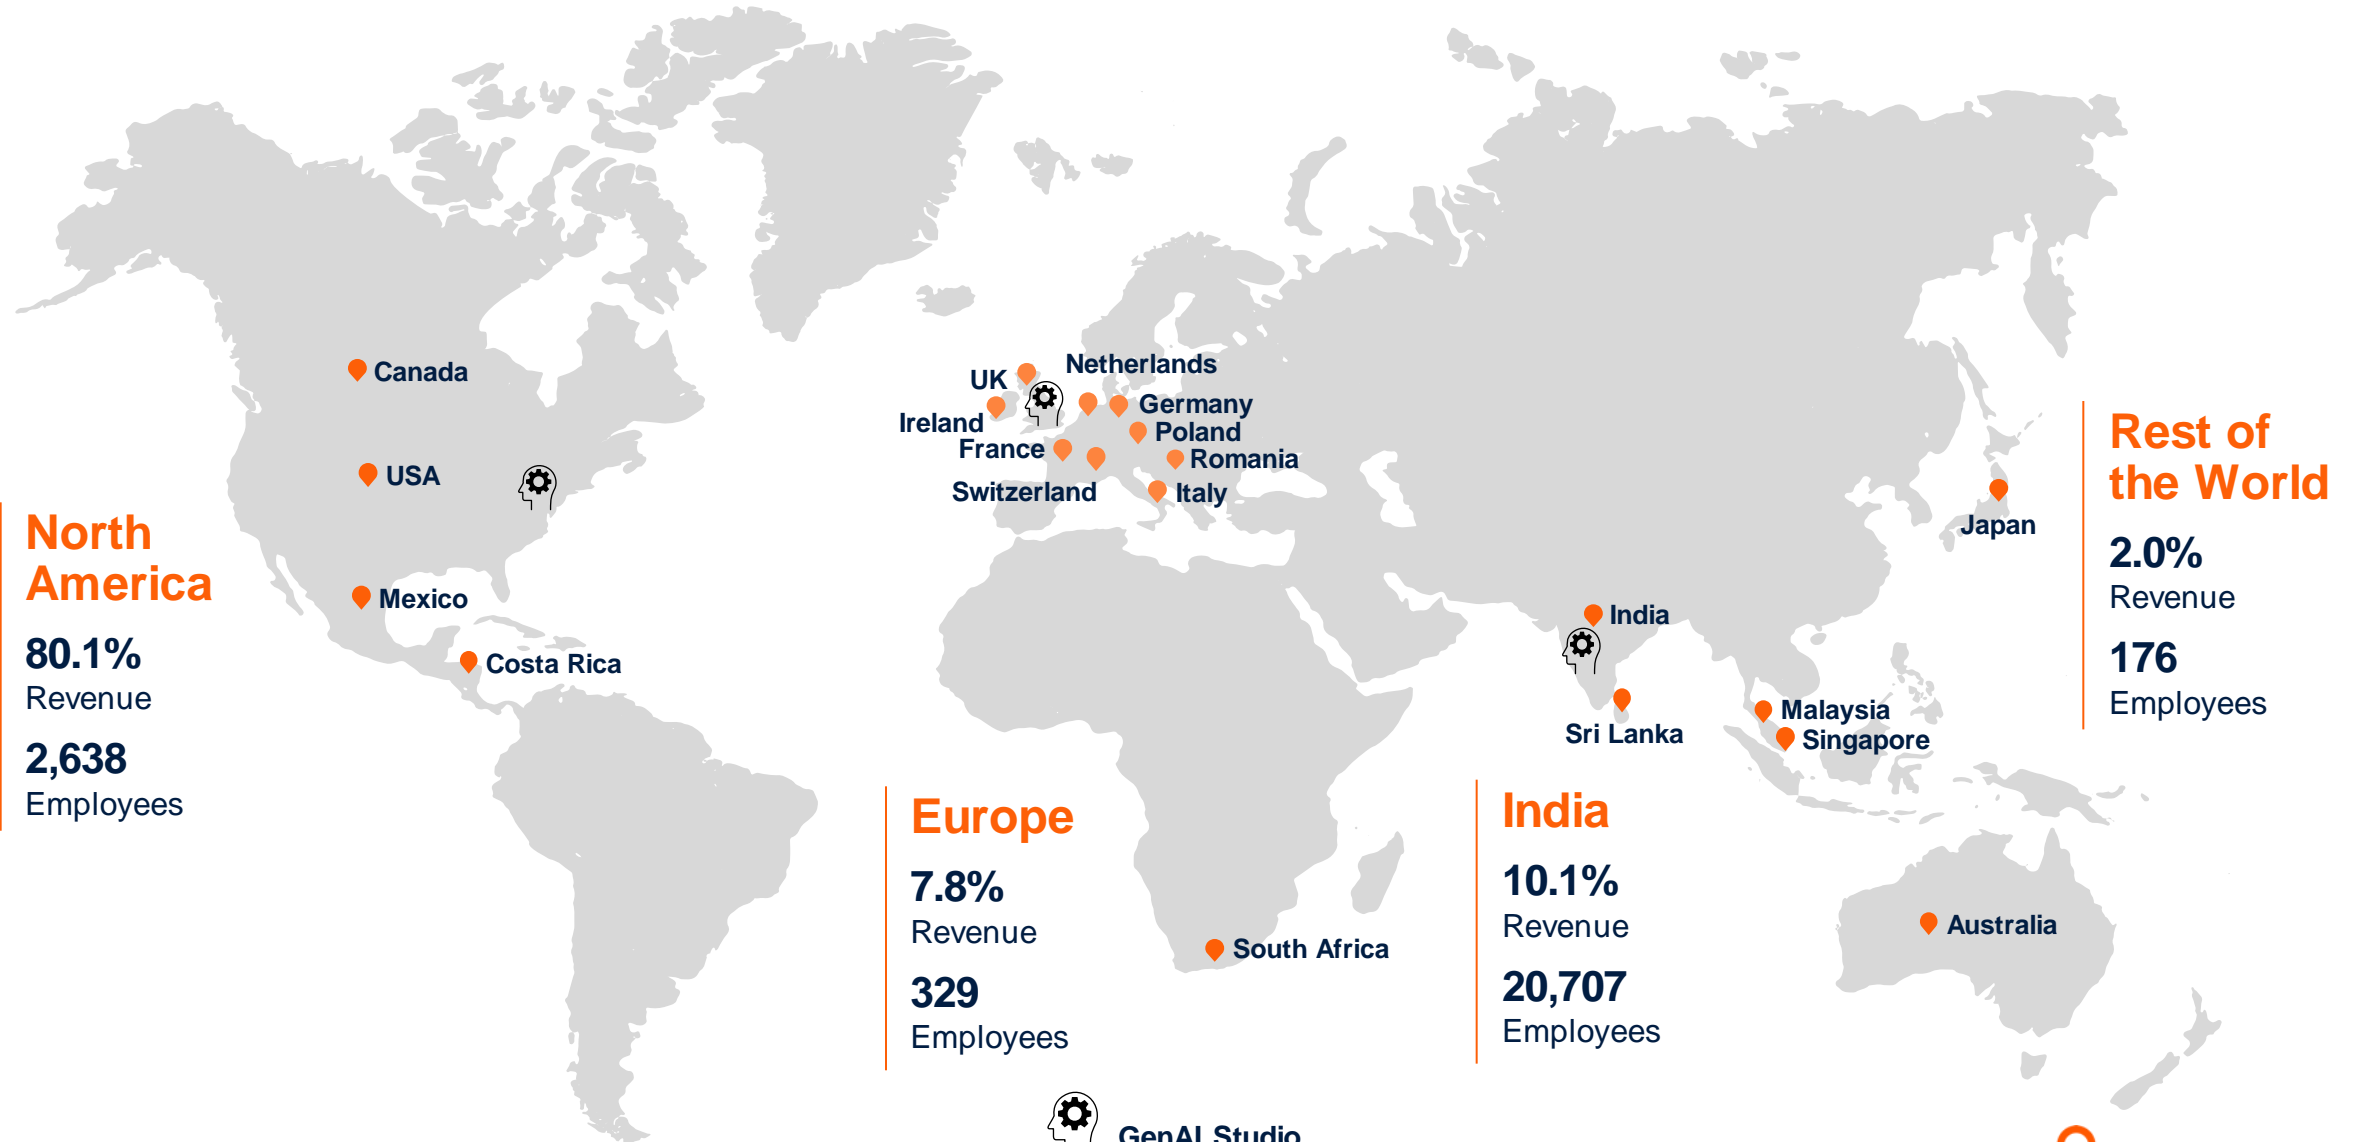 Canada
USA
North
America
80.1%
Revenue
2,638
Employees
Mexico
Costa Rica
UK
Netherlands
Ireland
Germany
France
Poland
Romania
Switzerland
Italy
Europe
7.8%
Revenue
329
Employees
South Africa
India
Sri Lanka
India
10.1%
Revenue
20,707
Employees
Malaysia
Singapore
Japan
Australia
Rest of
the World
2.0%
Revenue
176
Employees
GenAI Studio